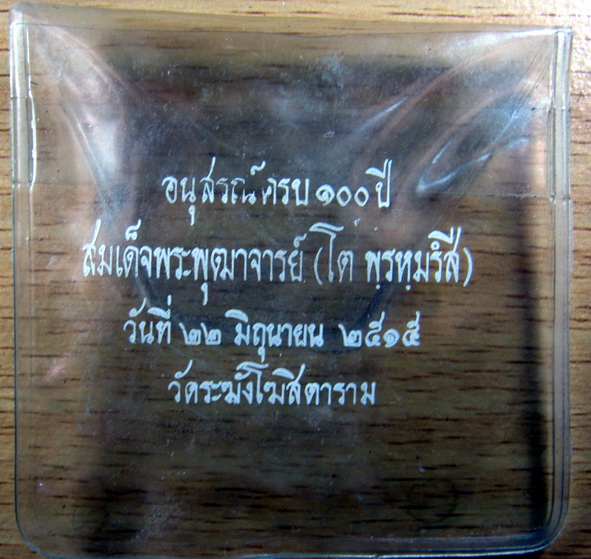 อนุสรณ์ครบ ๑๐๐ ปี
สมเด็จพระพุฒาจารย์ (โต พฺรหฺมรํสี)
วันที่ ๒๒ มิถุนายน ๒๕๑๕
วัดระฆังโฆสิตาราม